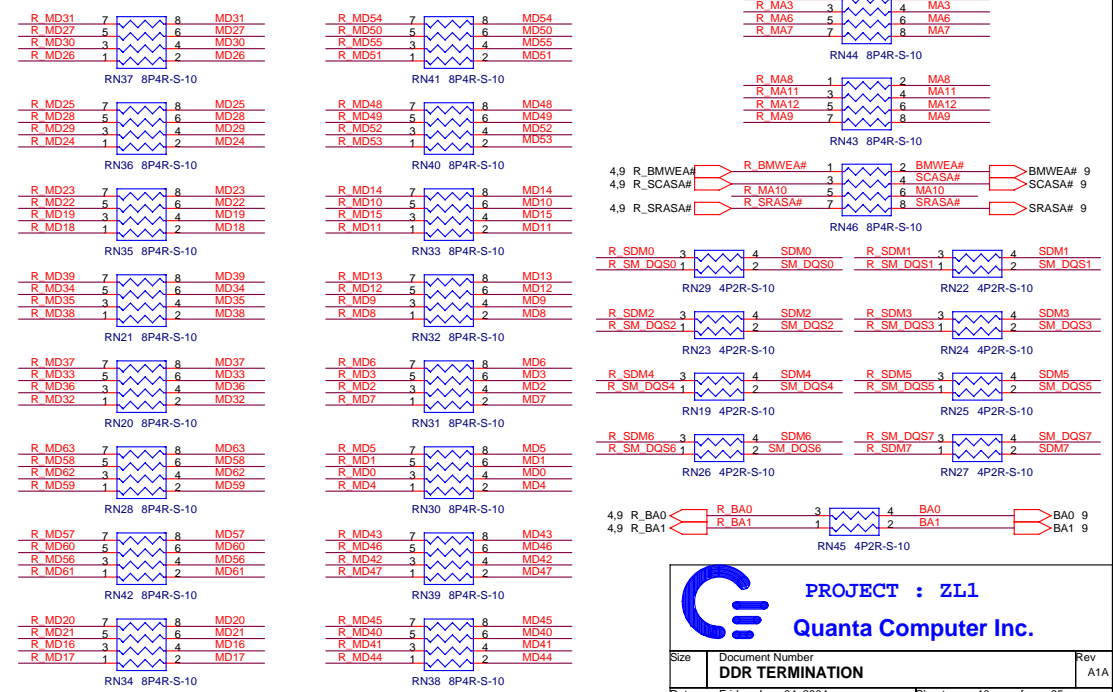 R_MD31 7 8 MD31
R_MD27 5 6 MD27
R_MD30 3 4 MD30
R_MD26 1 2 MD26
RN37 8P4R-S-10
R_MD25 7 8 MD25
R_MD28 5 6 MD28
R_MD29 3 4 MD29
R_MD24 1 2 MD24
RN36 8P4R-S-10
R_MD23 7 8 MD23
R_MD22 5 6 MD22
R_MD19 3 4 MD19
R_MD18 1 2 MD18
RN35 8P4R-S-10
R_MD39 7 8 MD39
R_MD34 5 6 MD34
R_MD35 3 4 MD35
R_MD38 1 2 MD38
RN21 8P4R-S-10
R_MD37 7 8 MD37
R_MD33 5 6 MD33
R_MD36 3 4 MD36
R_MD32 1 2 MD32
RN20 8P4R-S-10
R_MD63 7 8 MD63
R_MD58 5 6 MD58
R_MD62 3 4 MD62
R_MD59 1 2 MD59
RN28 8P4R-S-10
R_MD57 7 8 MD57
R_MD60 5 6 MD60
R_MD56 3 4 MD56
R_MD61 1 2 MD61
RN42 8P4R-S-10
R_MD20 7 8 MD20
R_MD21 5 6 MD21
R_MD16 3 4 MD16
R_MD17 1 2 MD17
RN34 8P4R-S-10
R_MD54 7 8 MD54
R_MD50 5 6 MD50
R_MD55 3 4 MD55
R_MD51 1 2 MD51
RN41 8P4R-S-10
R_MD48 7 8 MD48
R_MD49 5 6 MD49
R_MD52 3 4 MD52
R_MD53 1 2 MD53
RN40 8P4R-S-10
R_MD14 7 8 MD14
R_MD10 5 6 MD10
R_MD15 3 4 MD15
R_MD11 1 2 MD11
RN33 8P4R-S-10
R_MD13 7 8 MD13
R_MD12 5 6 MD12
R_MD9 3 4 MD9
R_MD8 1 2 MD8
RN32 8P4R-S-10
R_MD6 7 8 MD6
R_MD3 5 6 MD3
R_MD2 3 4 MD2
R_MD7 1 2 MD7
RN31 8P4R-S-10
R_MD5 7 8 MD5
R_MD1 5 6 MD1
R_MD0 3 4 MD0
R_MD4 1 2 MD4
RN30 8P4R-S-10
R_MD43 7 8 MD43
R_MD46 5 6 MD46
R_MD42 3 4 MD42
R_MD47 1 2 MD47
RN39 8P4R-S-10
R_MD45 7 8 MD45
R_MD40 5 6 MD40
R_MD41 3 4 MD41
R_MD44 1 2 MD44
RN38 8P4R-S-10
R_MA3 3 4 MA3
R_MA6 5 6 MA6
R_MA7 7 8 MA7
RN44 8P4R-S-10
R_MA8 1 2 MA8
R_MA11 3 4 MA11
R_MA12 5 6 MA12
R_MA9 7 8 MA9
RN43 8P4R-S-10
4,9 R_BMWEA# R_BMWEA# 1 2 BMWEA# BMWEA# 9
4,9 R_SCASA# 3 4 SCASA# SCASA# 9
R_MA10 5 6 MA10
4,9 R_SRASA# R_SRASA# 7 8 SRASA# SRASA# 9
RN46 8P4R-S-10
R_SDM0 3 4 SDM0
R_SM_DQS0 1 2 SM_DQS0
RN29 4P2R-S-10
R_SDM1 3 4 SDM1
R_SM_DQS1 1 2 SM_DQS1
RN22 4P2R-S-10
R_SDM2 3 4 SDM2
R_SM_DQS2 1 2 SM_DQS2
RN23 4P2R-S-10
R_SDM3 3 4 SDM3
R_SM_DQS3 1 2 SM_DQS3
RN24 4P2R-S-10
R_SDM4 3 4 SDM4
R_SM_DQS4 1 2 SM_DQS4
RN19 4P2R-S-10
R_SDM5 3 4 SDM5
R_SM_DQS5 1 2 SM_DQS5
RN25 4P2R-S-10
R_SDM6 3 4 SDM6
R_SM_DQS6 1 2 SM_DQS6
RN26 4P2R-S-10
R_SM_DQS7 3 4 SM_DQS7
R_SDM7 1 2 SDM7
RN27 4P2R-S-10
4,9 R_BA0 R_BA0 3 4 BA0 BA0 9
4,9 R_BA1 R_BA1 1 2 BA1 BA1 9
RN45 4P2R-S-10
PROJECT : ZL1
Quanta Computer Inc.
Size Document Number Rev
DDR TERMINATION A1A